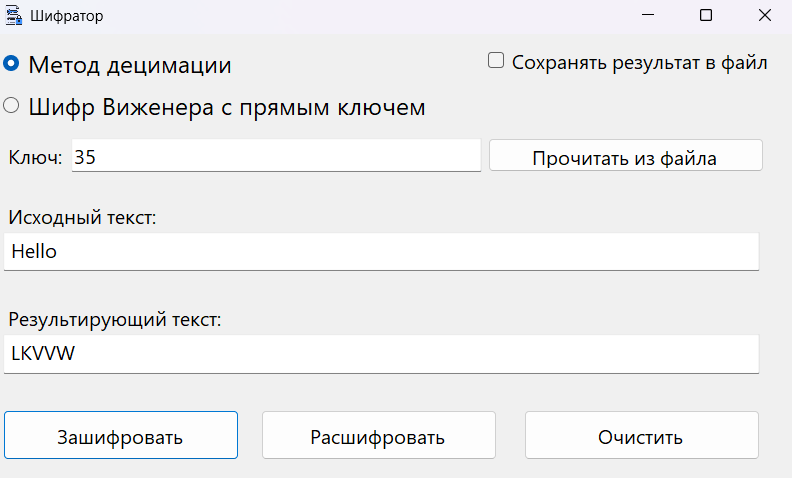 Шифратор
Метод децимации
Сохранять результат в файл
Шифр Виженера с прямым ключем
Ключ: 35
Прочитать из файла
Исходный текст:
Hello
Результирующий текст:
LKVVW
Зашифровать
Расшифровать
Очистить